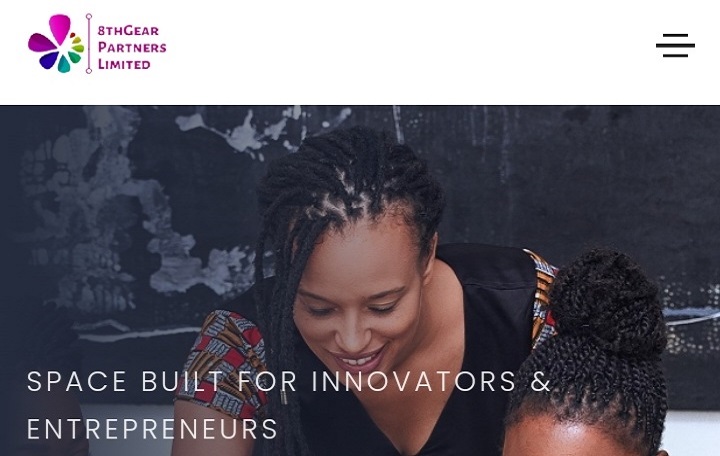 8THGEAR
PARTNERS
LIMITED
SPACE BUILT FOR INNOVATORS &
ENTREPRENEURS